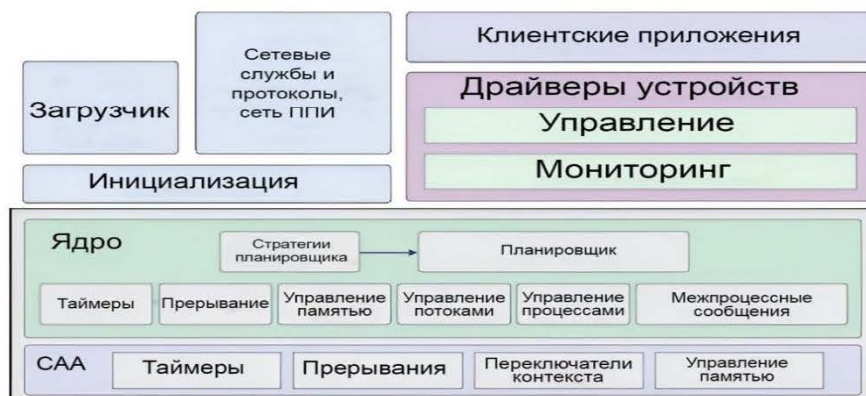 Загрузчик
Сетевые
службы и
протоколы,
сеть ППИ
Клиентские приложения
Драйверы устройств
Управление
Мониторинг
Инициализация
Ядро
Стратегии
планировщика
Планировщик
Таймеры
Прерывание
Управление
памятью
Управление
потоками
Управление
процессами
Межпроцессные
сообщения
САА
Таймеры
Прерывания
Переключатели
контекста
Управление
памятью